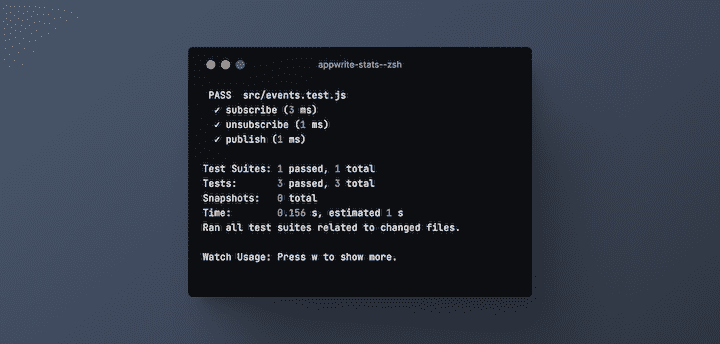 appwrite-stats--zsh
PASS src/events.test.js
✓ subscribe (3 ms)
✓ unsubscribe (1 ms)
✓ publish (1 ms)
Test Suites: 1 passed, 1 total
Tests: 3 passed, 3 total
Snapshots: 0 total
Time: 0.156 s, estimated 1 s
Ran all test suites related to changed files.
Watch Usage: Press w to show more.